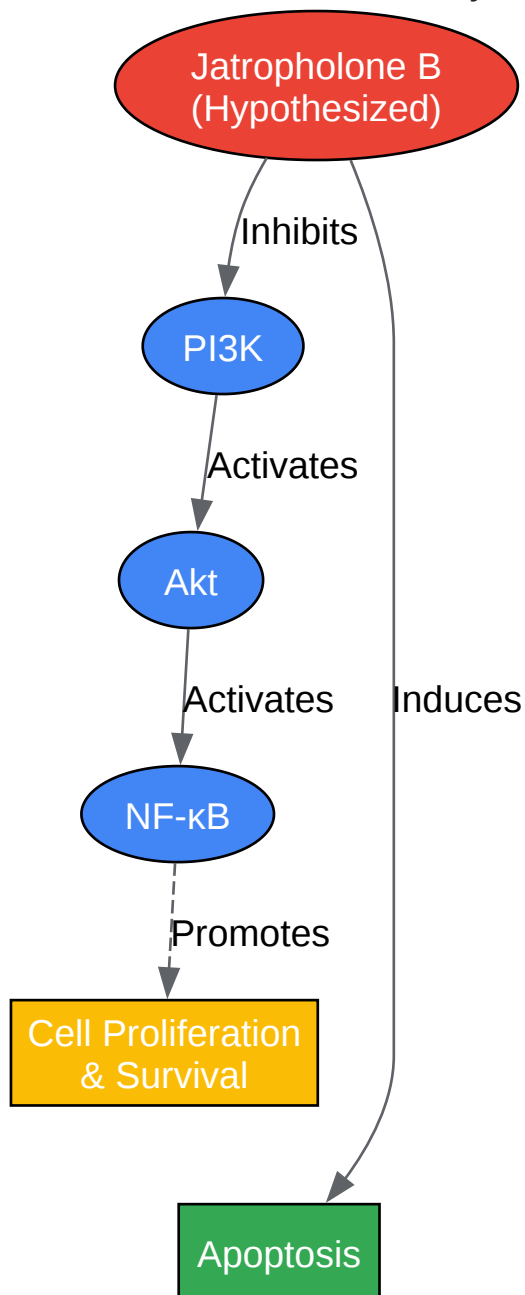 Jatropholone B
(Hypothesized)
Inhibits
PI3K
Activates
Akt
Activates
Induces
NF-κB
Promotes
Cell Proliferation
& Survival
Apoptosis